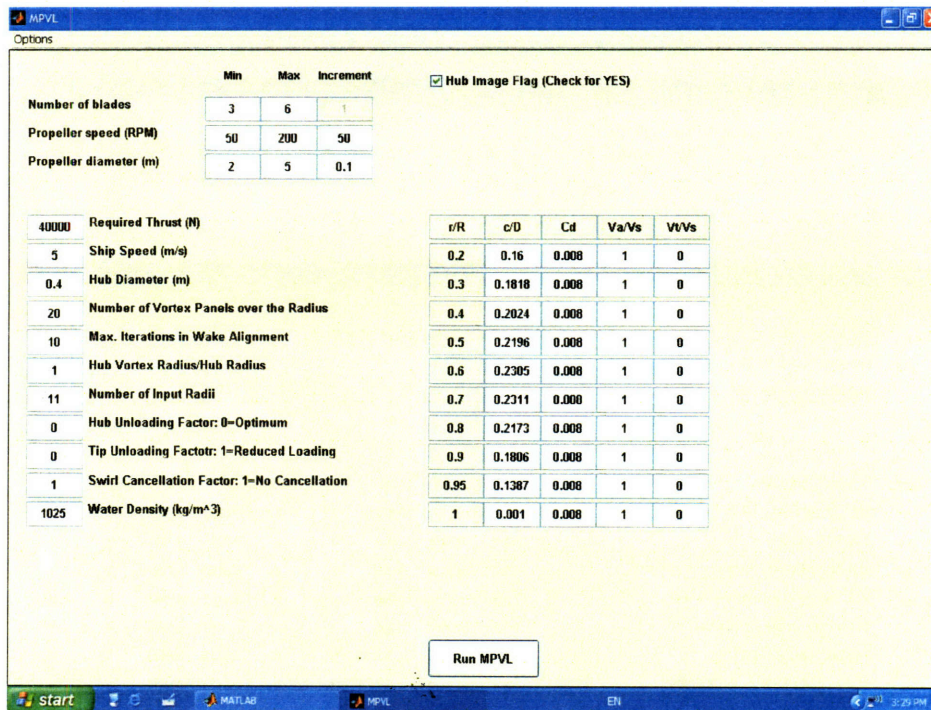 MPVL
Options
Min Max Increment
Number of blades 3 6 1
Propeller speed (RPM) 50 200 50
Propeller diameter (m) 2 5 0.1
Hub Image Flag (Check for YES)
40000 Required Thrust (N)
5 Ship Speed (m/s)
0.4 Hub Diameter (m)
20 Number of Vortex Panels over the Radius
10 Max. Iterations in Wake Alignment
1 Hub Vortex Radius/Hub Radius
11 Number of Input Radii
0 Hub Unloading Factor: 0=Optimum
0 Tip Unloading Factotr: 1=Reduced Loading
1 Swirl Cancellation Factor: 1=No Cancellation
1025 Water Density (kg/m^3)
r/R c/D Cd Va/Vs Vt/Vs
0.2 0.16 0.008 1 0
0.3 0.1818 0.008 1 0
0.4 0.2024 0.008 1 0
0.5 0.2196 0.008 1 0
0.6 0.2305 0.008 1 0
0.7 0.2311 0.008 1 0
0.8 0.2173 0.008 1 0
0.9 0.1806 0.008 1 0
0.95 0.1387 0.008 1 0
1 0.001 0.008 1 0
Run MPVL
start MATLAB MPVL EN 3:29 PM